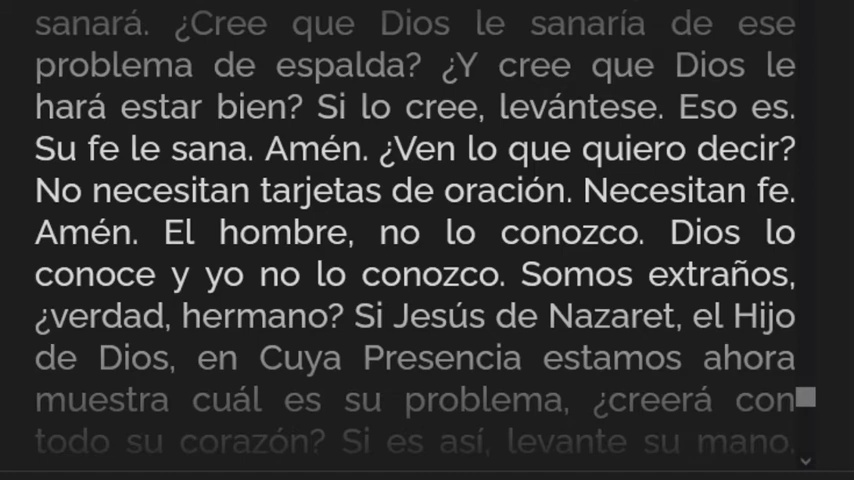 sanará. ¿Cree que Dios le sanaría de ese
problema de espalda? ¿Y cree que Dios le
hará estar bien? Si lo cree, levántese. Eso es.
Su fe le sana. Amén. ¿Ven lo que quiero decir?
No necesitan tarjetas de oración. Necesitan fe.
Amén. El hombre, no lo conozco. Dios lo
conoce y yo no lo conozco. Somos extraños,
¿verdad, hermano? Si Jesús de Nazaret, el Hijo
de Dios, en Cuya Presencia estamos ahora
muestra cuál es su problema, ¿creerá con
todo su corazón? Si es así, levante su mano.